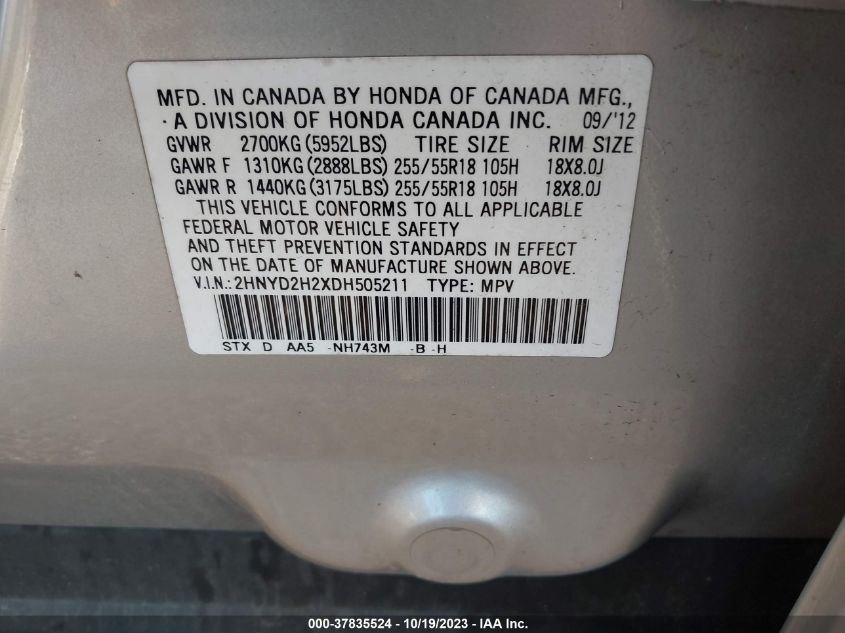 MFD. IN CANADA BY HONDA OF CANADA MFG.,
A DIVISION OF HONDA CANADA INC. 09/'12
GVWR 2700KG (5952LBS) TIRE SIZE RIM SIZE
GAWR F 1310KG (2888LBS) 255/55R18 105H 18X8.0J
GAWR R 1440KG (3175LBS) 255/55R18 105H 18X8.0J
THIS VEHICLE CONFORMS TO ALL APPLICABLE
FEDERAL MOTOR VEHICLE SAFETY
AND THEFT PREVENTION STANDARDS IN EFFECT
ON THE DATE OF MANUFACTURE SHOWN ABOVE.
V.I.N.: 2HNYD2H2XDH505211 TYPE: MPV
STX D AA5 -NH743M -B -H
000-37835524 - 10/19/2023 - IAA Inc.